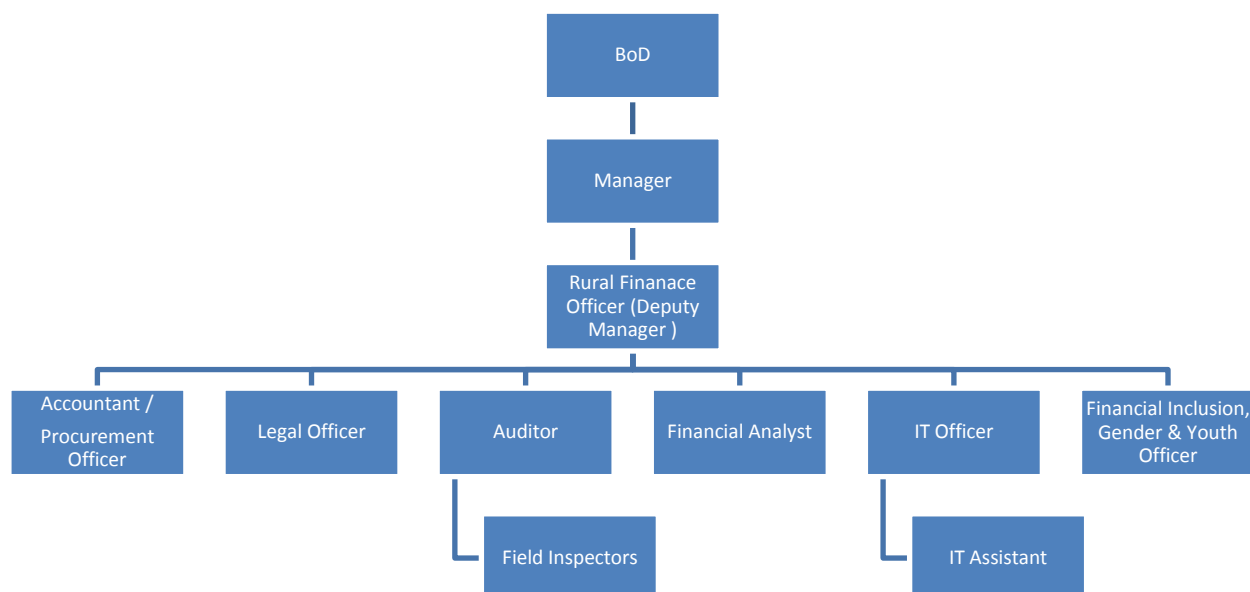 BoD
Manager
Rural Finanace
Officer (Deputy
Manager )
Accountant /
Procurement
Officer
Legal Officer
Auditor
Financial Analyst
IT Officer
Financial Inclusion,
Gender & Youth
Officer
Field Inspectors
IT Assistant